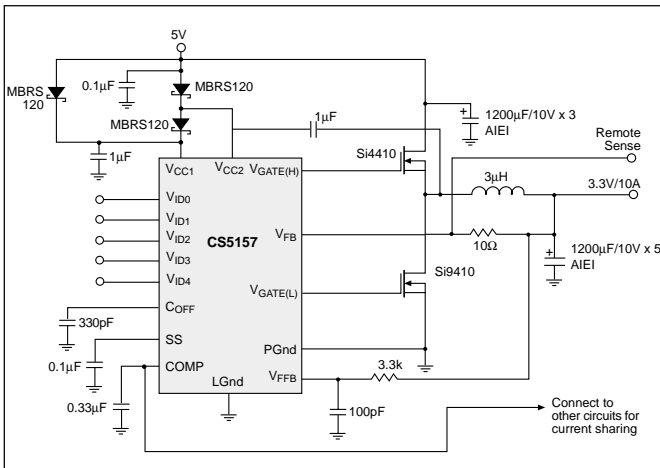 5V
MBRS
120
0.1µF
MBRS120
MBRS120
1µF
1µF
1200µF/10V x 3
AIEI
Remote
Sense
Si4410
3µH
3.3V/10A
VCC1
VCC2
VGATE(H)
VID0
VID1
VID2
VID3
VID4
CS5157
VFB
10Ω
1200µF/10V x 5
AIEI
Si9410
VGATE(L)
COFF
330pF
SS
0.1µF
PGnd
COMP
VFFB
3.3k
LGnd
0.33µF
100pF
Connect to
other circuits for
current sharing